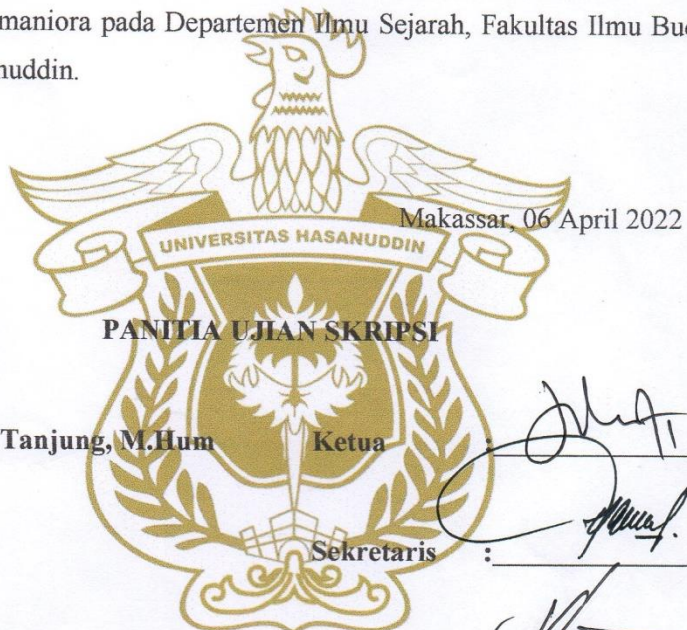 maniora pada Departemen Ilmu Sejarah, Fakultas Ilmu Bu
nuddin.
Makassar, 06 April 2022
UNIVERSITAS HASANUDDIN
PANITIA UJIAN SKRIPSI
Tanjung, M.Hum Ketua :
Sekretaris :